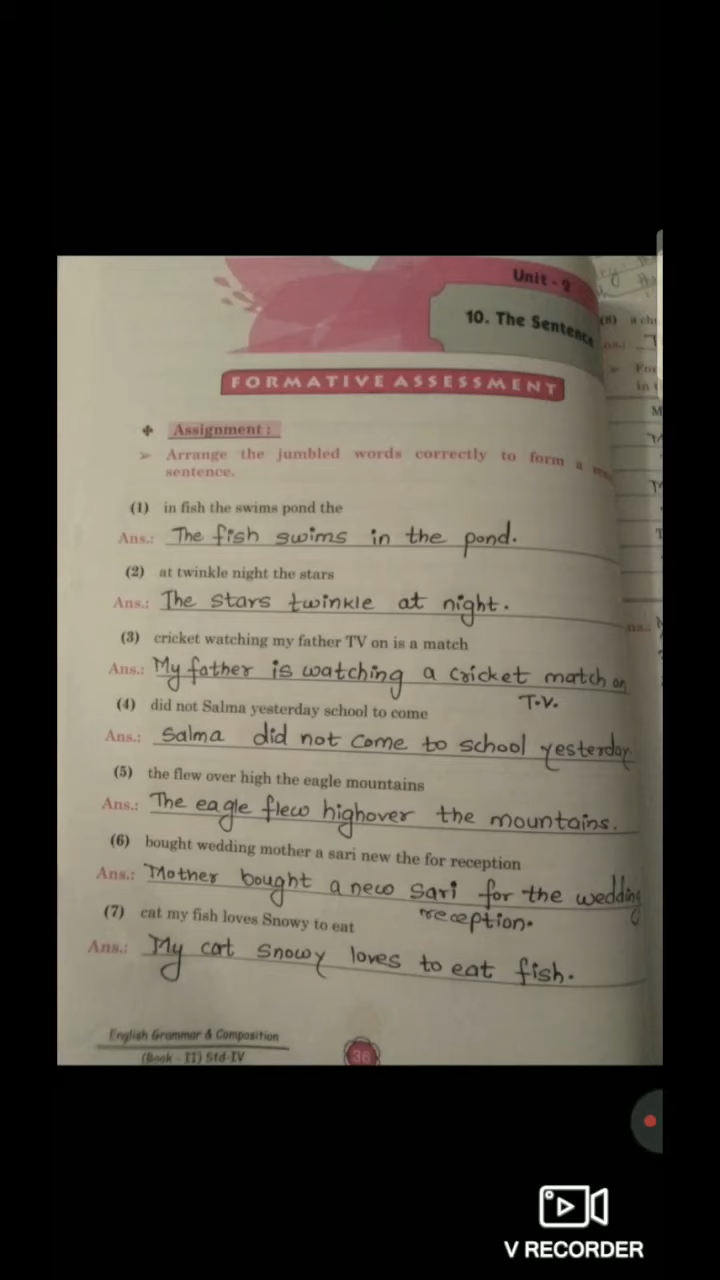 Unit - 2
10. The Sentence
FORMATIVE ASSESSMENT
Assignment :
Arrange the jumbled words correctly to form a
sentence.
(1) in fish the swims pond the
Ans.: The fish swims in the pond.
(2) at twinkle night the stars
Ans.: The stars twinkle at night.
(3) cricket watching my father TV on is a match
Ans.: My father is watching a cricket match on
T.V.
(4) did not Salma yesterday school to come
Ans.: Salma did not come to school yesterday.
(5) the flew over high the eagle mountains
Ans.: The eagle flew highover the mountains.
(6) bought wedding mother a sari new the for reception
Ans.: Mother bought a new sari for the wedding
reception.
(7) cat my fish loves Snowy to eat
Ans.: My cat snowy loves to eat fish.
English Grammar & Composition
(Book - II) Std-IV
36
V RECORDER